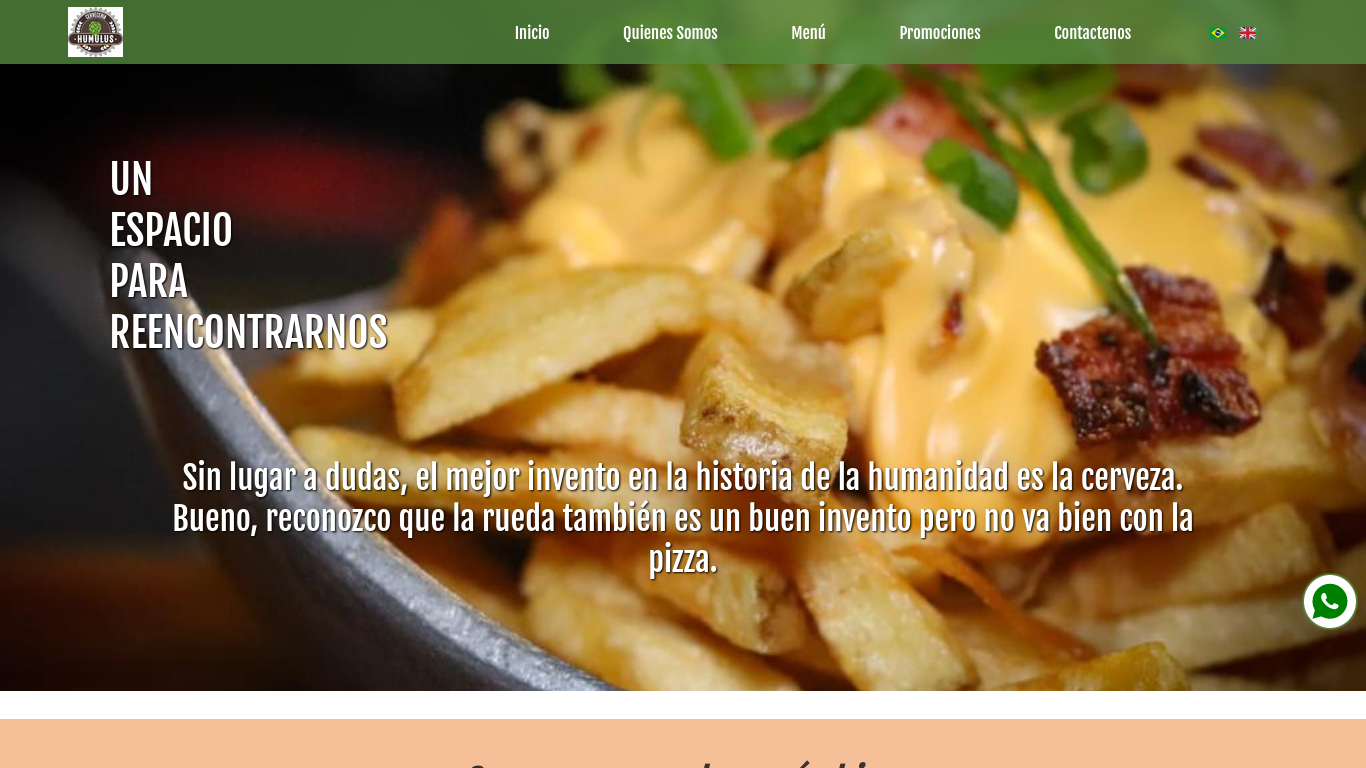 CERVECERÍA
HUMULUS
Inicio
Quienes Somos
Menú
Promociones
Contactenos
UN
ESPACIO
PARA
REENCONTRARNOS
Sin lugar a dudas, el mejor invento en la historia de la humanidad es la cerveza.
Bueno, reconozco que la rueda también es un buen invento pero no va bien con la
pizza.